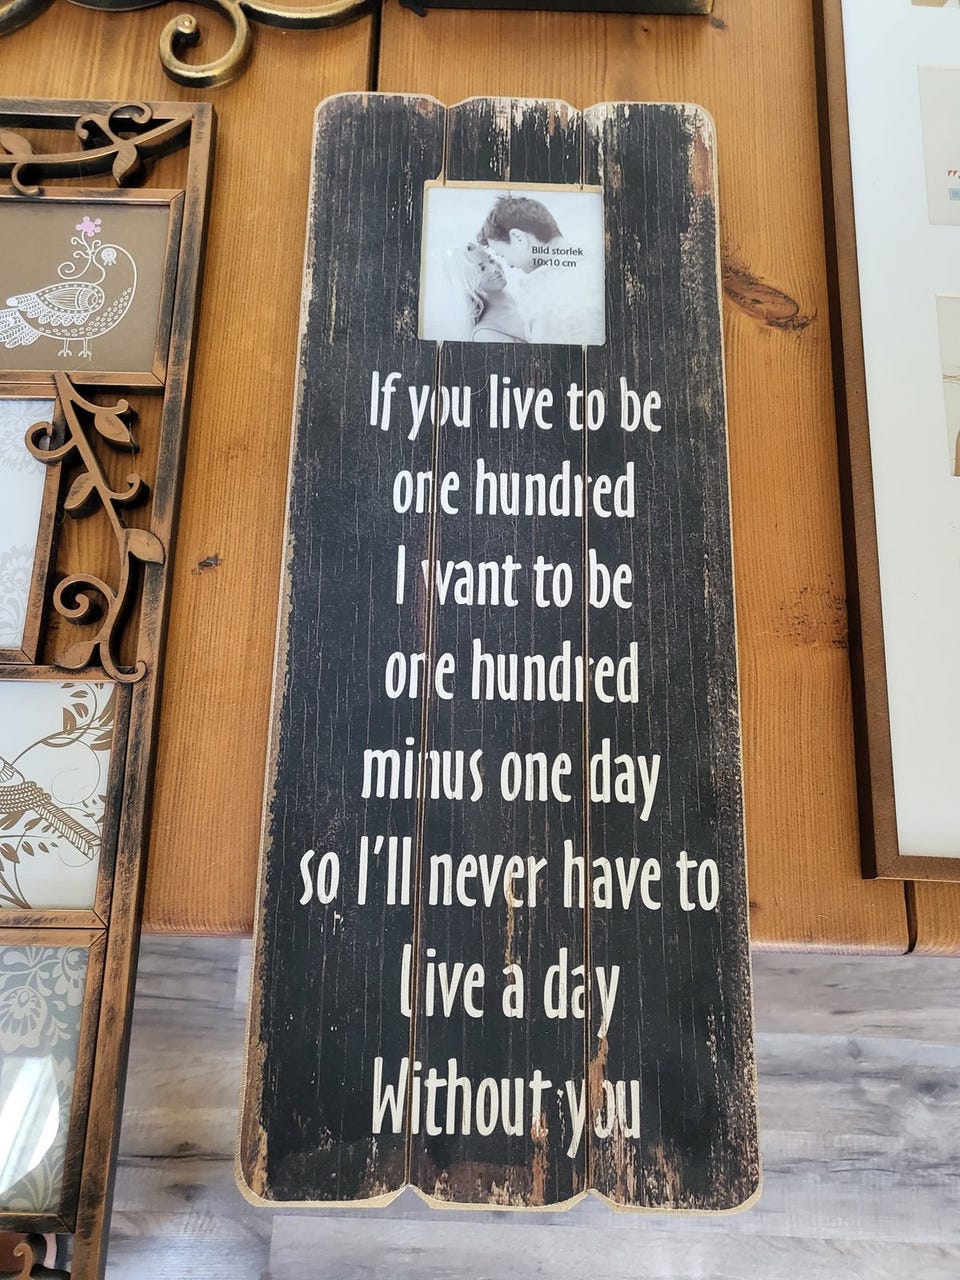 Bild storlek
10x10 cm
If you live to be
one hundred
I want to be
one hundred
minus one day
so I'll never have to
live a day
Without you